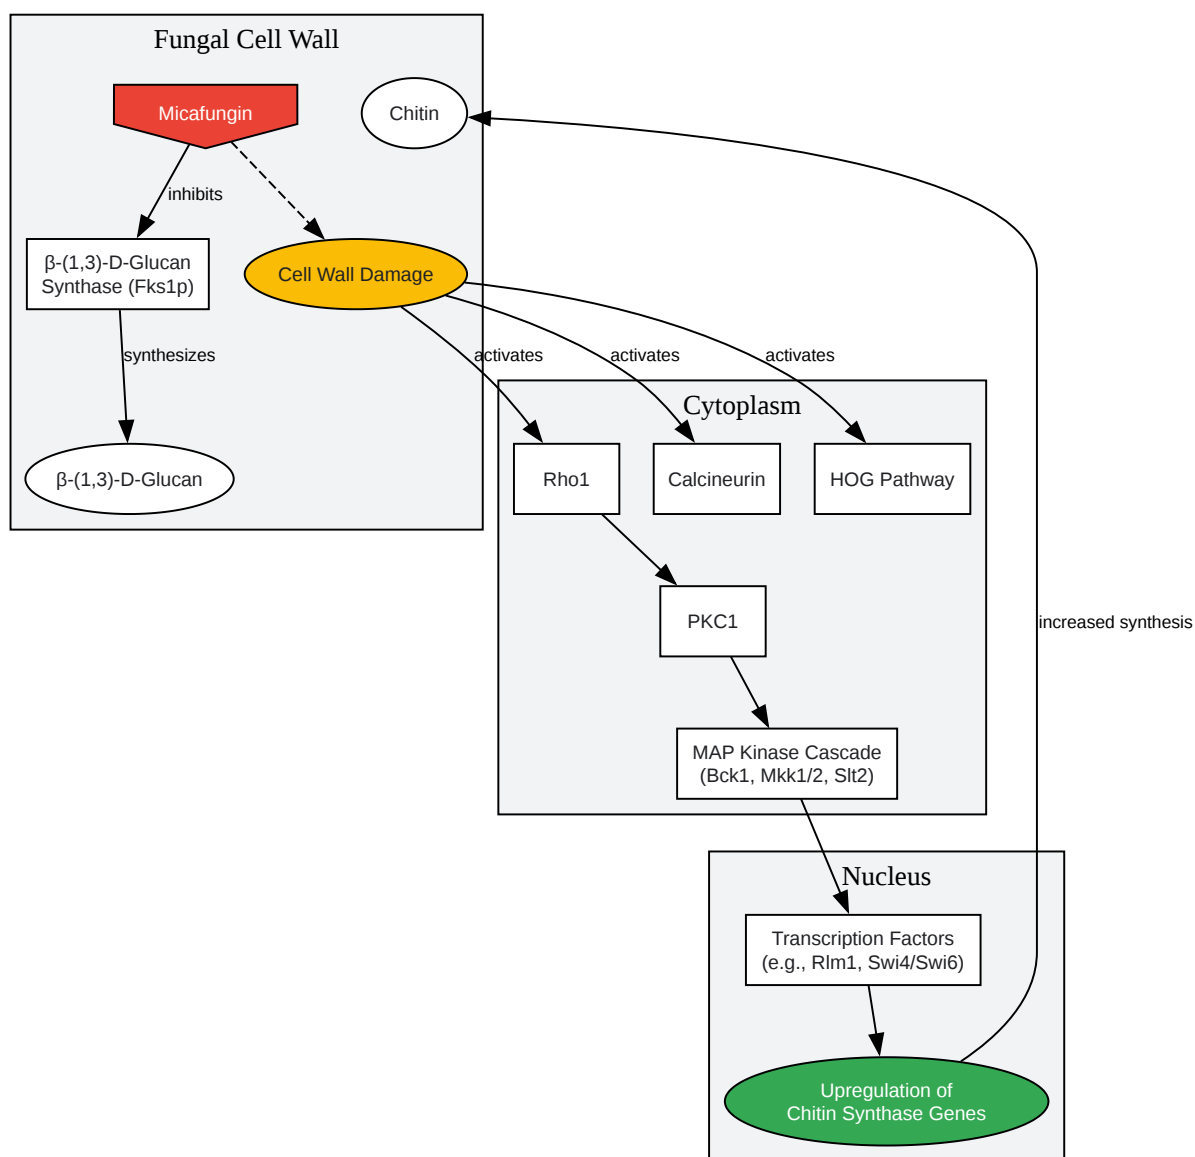 Fungal Cell Wall
Micafungin
Chitin
inhibits
β-(1,3)-D-Glucan
Synthase (Fks1p)
Cell Wall Damage
synthesizes
activates
activates
activates
Cytoplasm
β-(1,3)-D-Glucan
Rho1
Calcineurin
HOG Pathway
PKC1
increased synthesis
MAP Kinase Cascade
(Bck1, Mkk1/2, Slt2)
Nucleus
Transcription Factors
(e.g., Rlm1, Swi4/Swi6)
Upregulation of
Chitin Synthase Genes